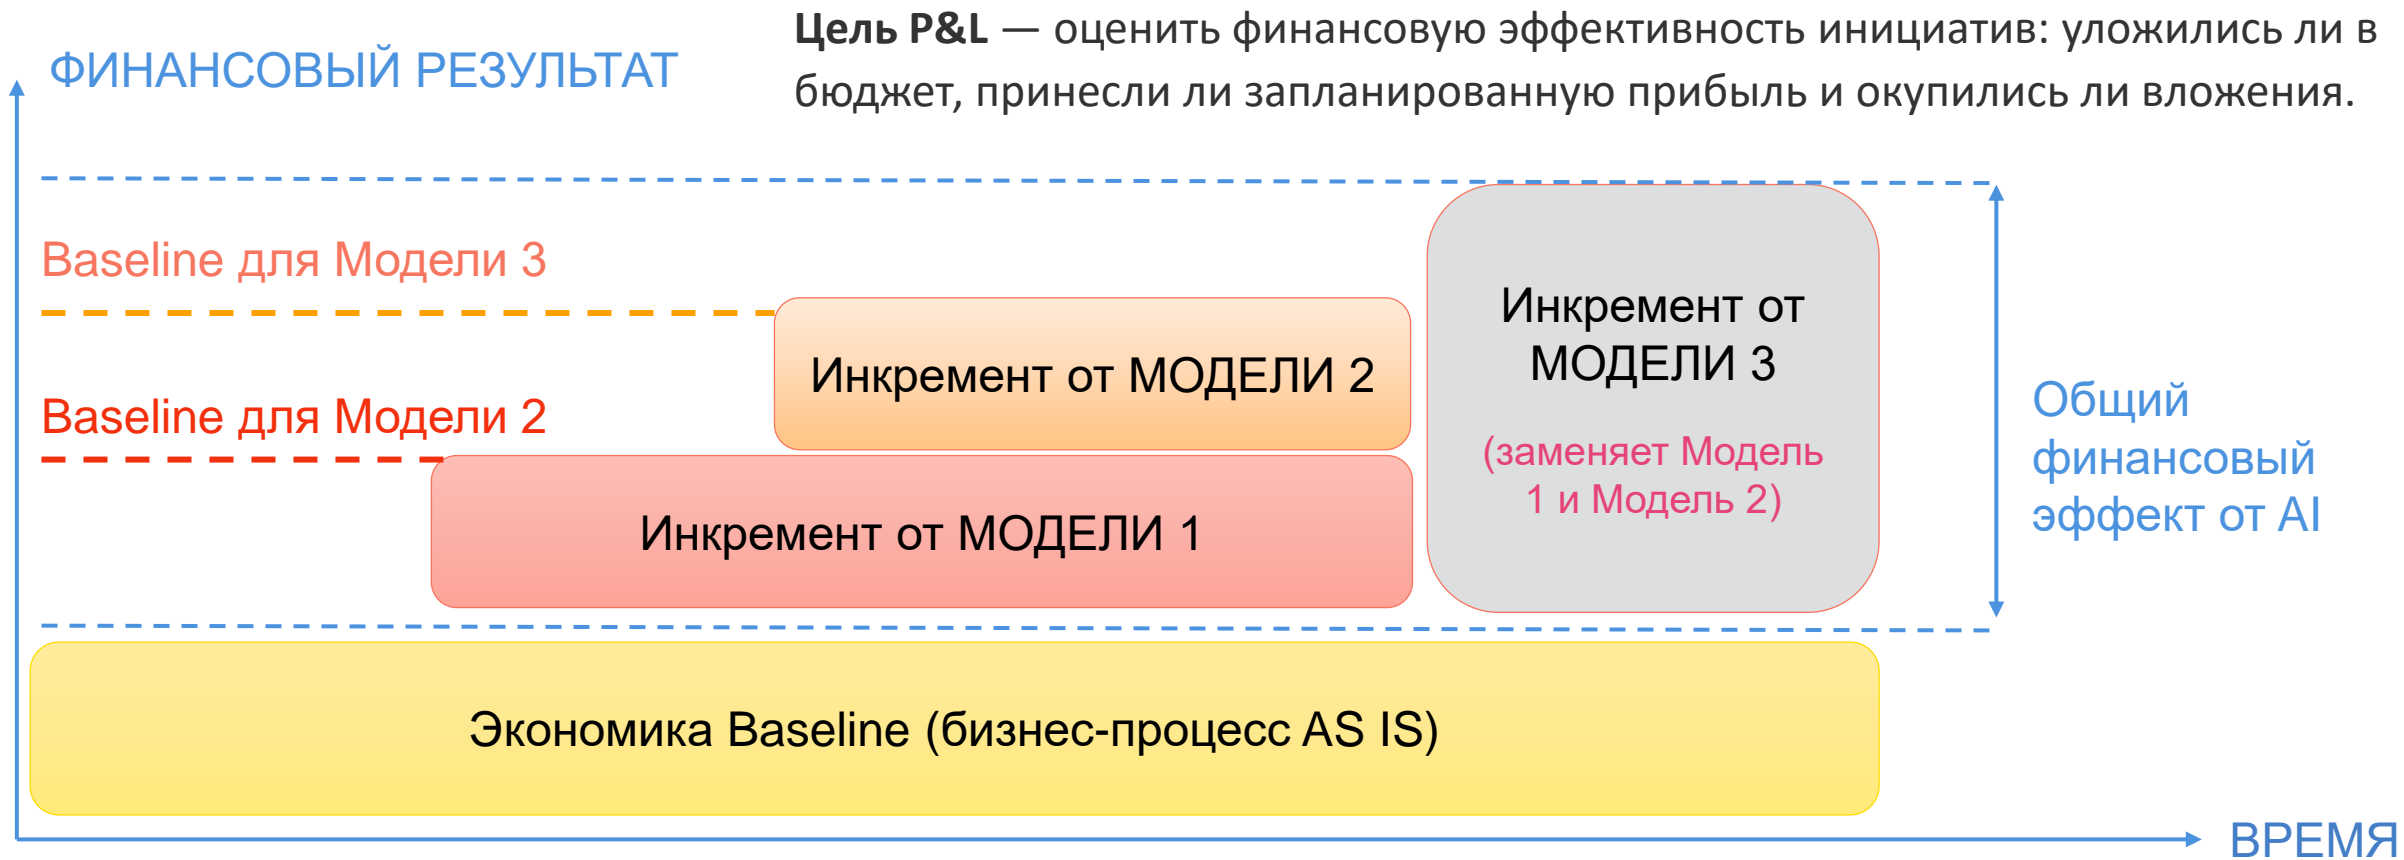 Цель P&L — оценить финансовую эффективность инициатив: уложились ли в
бюджет, принесли ли запланированную прибыль и окупились ли вложения.
ФИНАНСОВЫЙ РЕЗУЛЬТАТ
Baseline для Модели 3
Инкремент от
МОДЕЛИ 3
(заменяет Модель
1 и Модель 2)
Инкремент от МОДЕЛИ 2
Baseline для Модели 2
Общий
финансовый
эффект от AI
Инкремент от МОДЕЛИ 1
Экономика Baseline (бизнес-процесс AS IS)
ВРЕМЯ